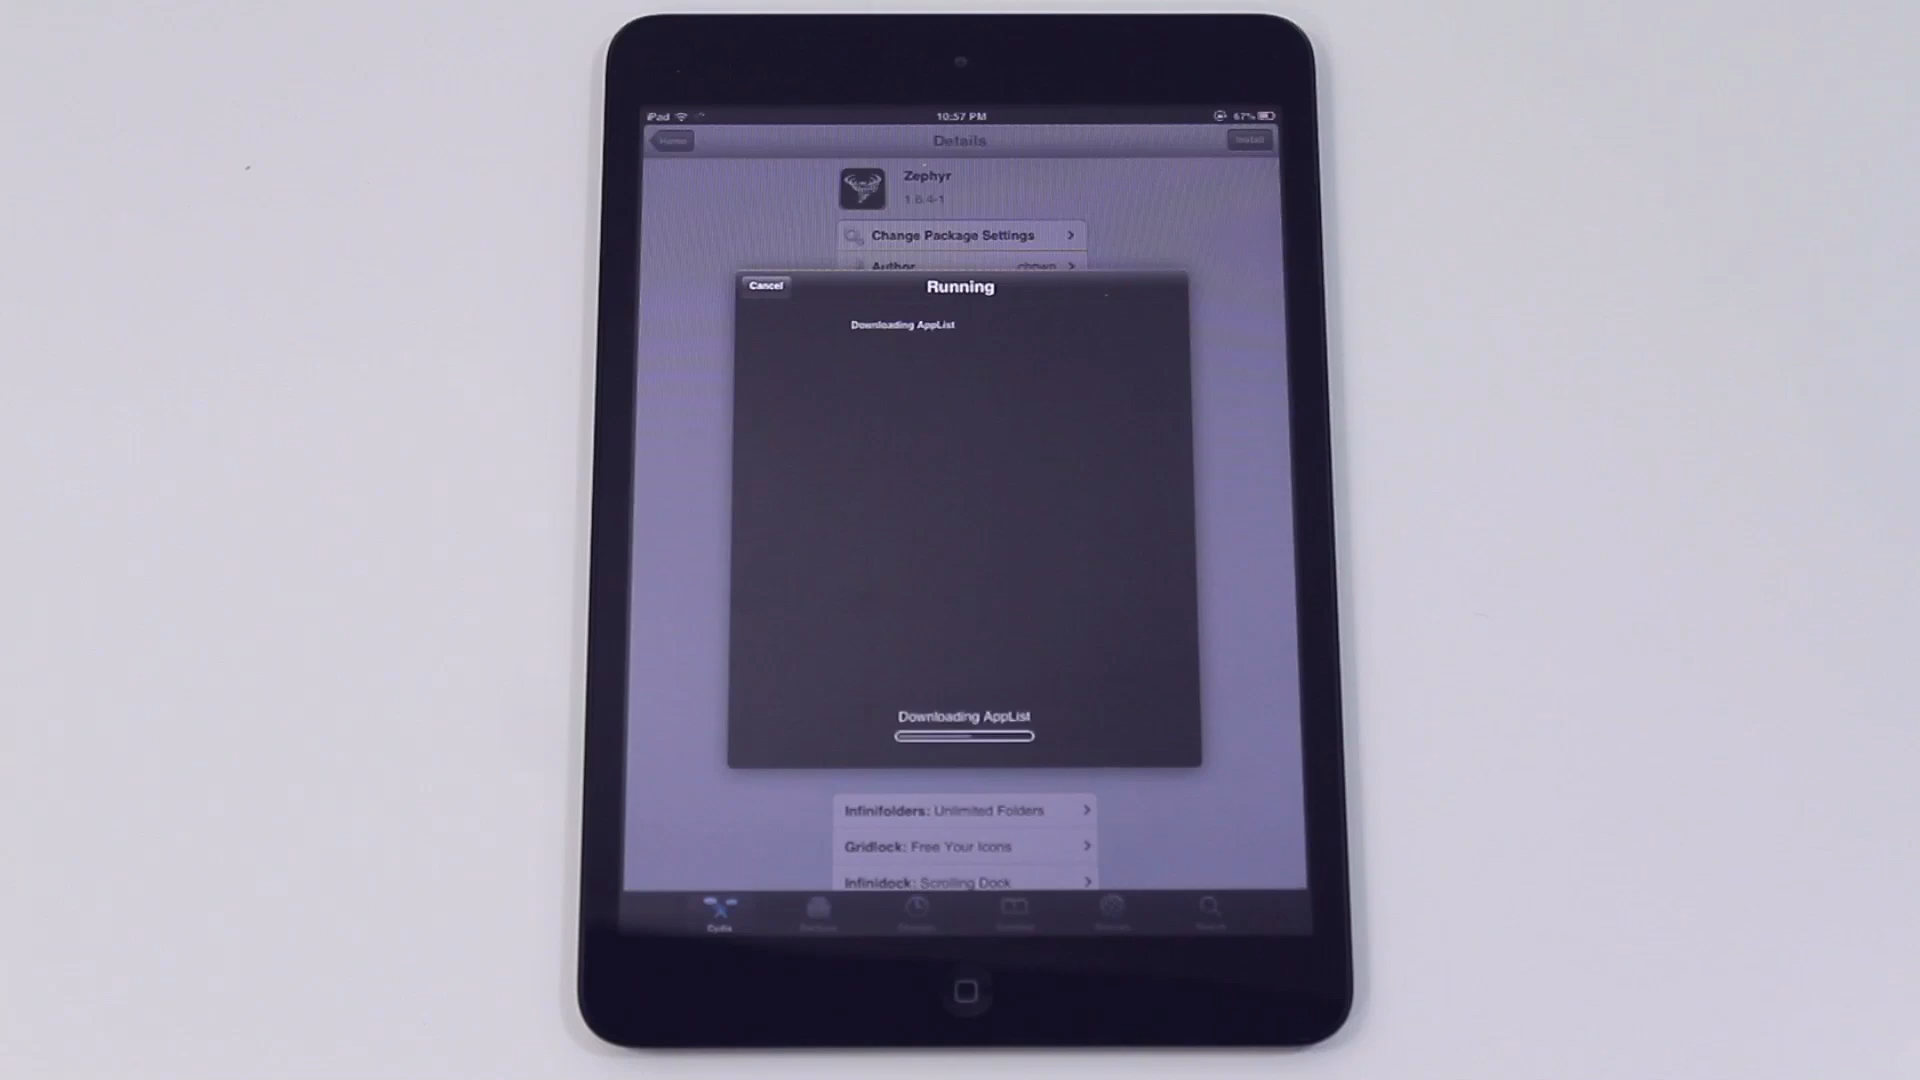 iPad 10:57 PM 67%
Home Details Install
Zephyr
1.6.4-1
Change Package Settings
Author chpwn
Cancel Running
Downloading AppList
Downloading AppList
Infinifolders: Unlimited Folders
Gridlock: Free Your Icons
Infinidock: Scrolling Dock
Cydia